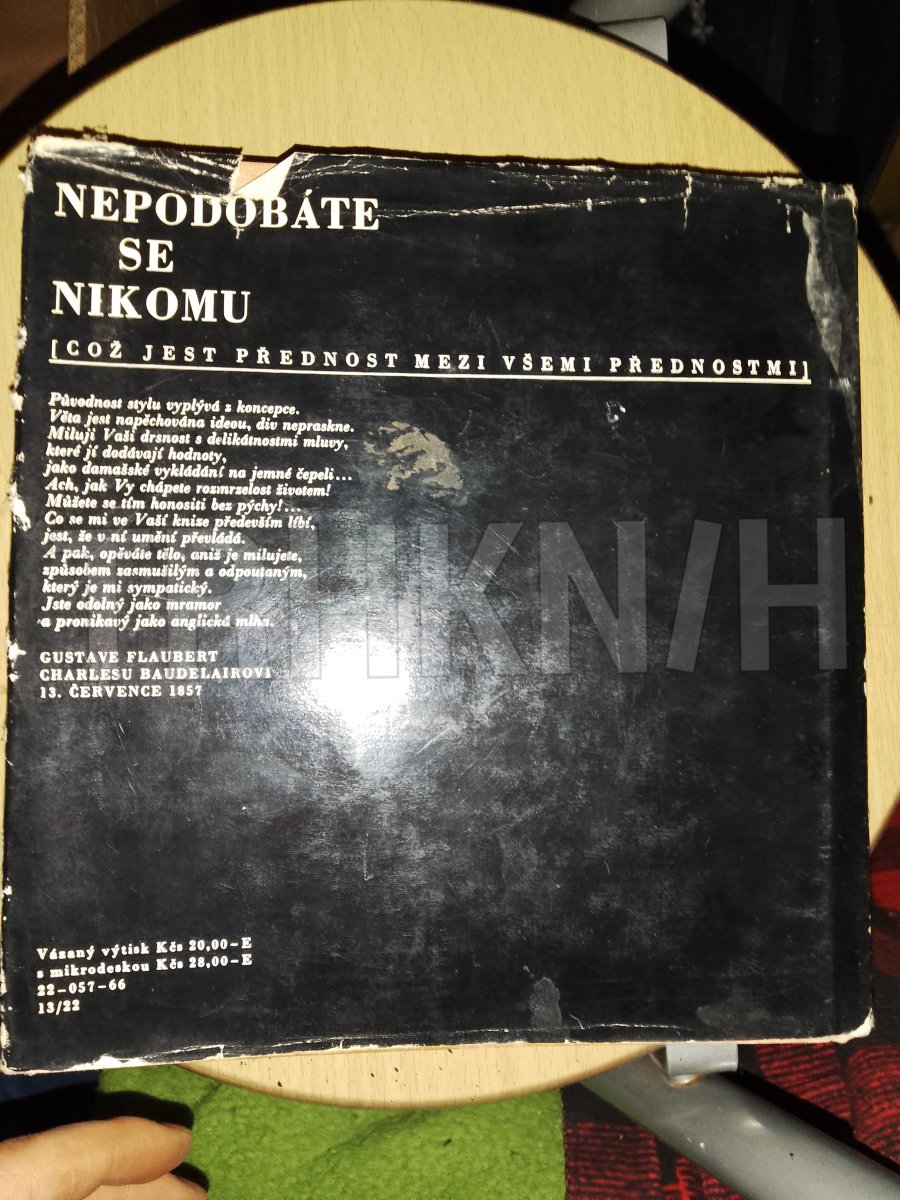 NEPODOBÁTE
SE
NIKOMU
[COŽ JEST PŘEDNOST MEZI VŠEMI PŘEDNOSTMI]
Původnost stylu vyplývá z koncepce.
Věta jest napěchována ideou, div nepraskne.
Miluji Vaši drsnost s delikátnostmi mluvy,
které jí dodávají hodnoty,
jako damašské vykládání na jemné čepeli...
Ach, jak Vy chápete rozmrzelost životem!
Můžete se tím honositi bez pýchy!...
Co se mi ve Vaší knize především líbí,
jest, že v ní umění převládá.
A pak, opěváte tělo, aniž je milujete,
způsobem zasmušilým a odpoutaným,
který je mi sympatický.
Jste odolný jako mramor
a pronikavý jako anglická mlha.
GUSTAVE FLAUBERT
CHARLESU BAUDELAIROVI
13. ČERVENCE 1857
Vázaný výtisk Kčs 20,00-E
s mikrodeskou Kčs 28,00-E
22-057-66
13/22